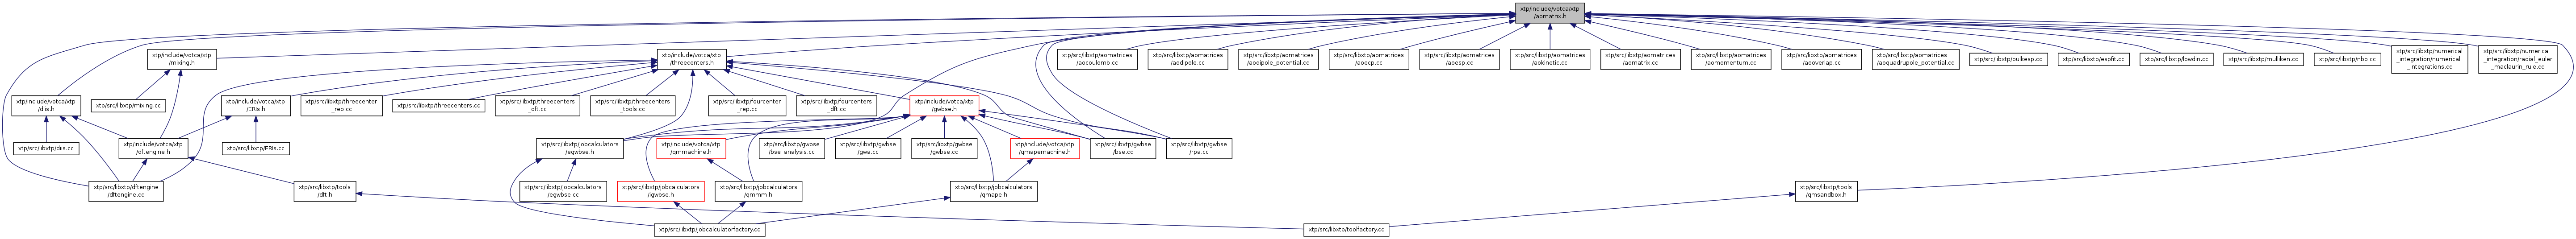 xtp/include/votca/xtp
/aomatrix.h
xtp/include/votca/xtp
/mixing.h
xtp/include/votca/xtp
/threecenters.h
xtp/src/libxtp/aomatrices
/aocoulomb.cc
xtp/src/libxtp/aomatrices
/aodipole.cc
xtp/src/libxtp/aomatrices
/aodipole_potential.cc
xtp/src/libxtp/aomatrices
/aoecp.cc
xtp/src/libxtp/aomatrices
/aoesp.cc
xtp/src/libxtp/aomatrices
/aokinetic.cc
xtp/src/libxtp/aomatrices
/aomatrix.cc
xtp/src/libxtp/aomatrices
/aomomentum.cc
xtp/src/libxtp/aomatrices
/aooverlap.cc
xtp/src/libxtp/aomatrices
/aoquadrupole_potential.cc
xtp/src/libxtp/bulkesp.cc
xtp/src/libxtp/espfit.cc
xtp/src/libxtp/lowdin.cc
xtp/src/libxtp/mulliken.cc
xtp/src/libxtp/nbo.cc
xtp/src/libxtp/numerical
_integration/numerical
_integrations.cc
xtp/src/libxtp/numerical
_integration/radial_euler
_maclaurin_rule.cc
xtp/include/votca/xtp
/diis.h
xtp/src/libxtp/mixing.cc
xtp/include/votca/xtp
/ERIs.h
xtp/src/libxtp/threecenter
_rep.cc
xtp/src/libxtp/threecenters.cc
xtp/src/libxtp/threecenters
_dft.cc
xtp/src/libxtp/threecenters
_tools.cc
xtp/src/libxtp/fourcenter
_rep.cc
xtp/src/libxtp/fourcenters
_dft.cc
xtp/include/votca/xtp
/gwbse.h
xtp/src/libxtp/diis.cc
xtp/include/votca/xtp
/dftengine.h
xtp/src/libxtp/ERIs.cc
xtp/src/libxtp/jobcalculators
/egwbse.h
xtp/include/votca/xtp
/qmmachine.h
xtp/src/libxtp/gwbse
/bse_analysis.cc
xtp/src/libxtp/gwbse
/gwa.cc
xtp/src/libxtp/gwbse
/gwbse.cc
xtp/include/votca/xtp
/qmapemachine.h
xtp/src/libxtp/gwbse
/bse.cc
xtp/src/libxtp/gwbse
/rpa.cc
xtp/src/libxtp/dftengine
/dftengine.cc
xtp/src/libxtp/tools
/dft.h
xtp/src/libxtp/jobcalculators
/egwbse.cc
xtp/src/libxtp/jobcalculators
/igwbse.h
xtp/src/libxtp/jobcalculators
/qmmm.h
xtp/src/libxtp/jobcalculators
/qmape.h
xtp/src/libxtp/tools
/qmsandbox.h
xtp/src/libxtp/jobcalculatorfactory.cc
xtp/src/libxtp/toolfactory.cc